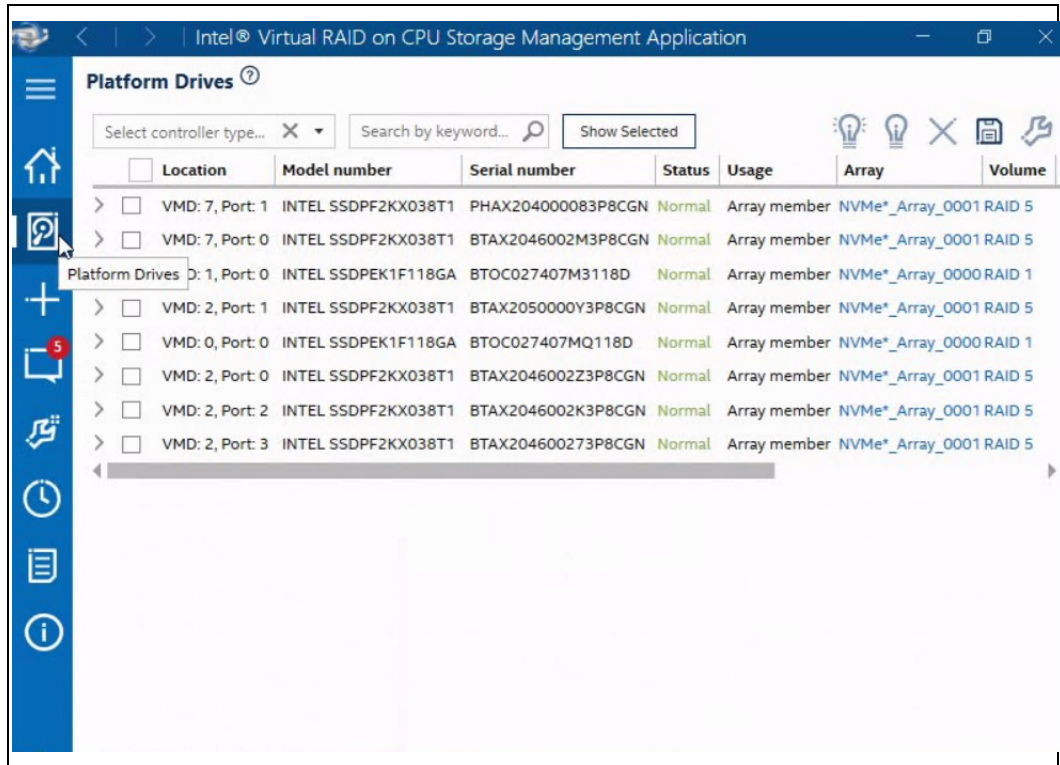 Intel® Virtual RAID on CPU Storage Management Application
Platform Drives ?
Select controller type... Search by keyword... Show Selected
Location Model number Serial number Status Usage Array Volume
VMD: 7, Port: 1 INTEL SSDPF2KX038T1 PHAX204000083P8CGN Normal Array member NVMe*_Array_0001 RAID 5
VMD: 7, Port: 0 INTEL SSDPF2KX038T1 BTAX2046002M3P8CGN Normal Array member NVMe*_Array_0001 RAID 5
Platform Drives D: 1, Port: 0 INTEL SSDPEK1F118GA BTOC027407M3118D Normal Array member NVMe*_Array_0000 RAID 1
VMD: 2, Port: 1 INTEL SSDPF2KX038T1 BTAX2050000Y3P8CGN Normal Array member NVMe*_Array_0001 RAID 5
5
VMD: 0, Port: 0 INTEL SSDPEK1F118GA BTOC027407MQ118D Normal Array member NVMe*_Array_0000 RAID 1
VMD: 2, Port: 0 INTEL SSDPF2KX038T1 BTAX2046002Z3P8CGN Normal Array member NVMe*_Array_0001 RAID 5
VMD: 2, Port: 2 INTEL SSDPF2KX038T1 BTAX2046002K3P8CGN Normal Array member NVMe*_Array_0001 RAID 5
VMD: 2, Port: 3 INTEL SSDPF2KX038T1 BTAX204600273P8CGN Normal Array member NVMe*_Array_0001 RAID 5